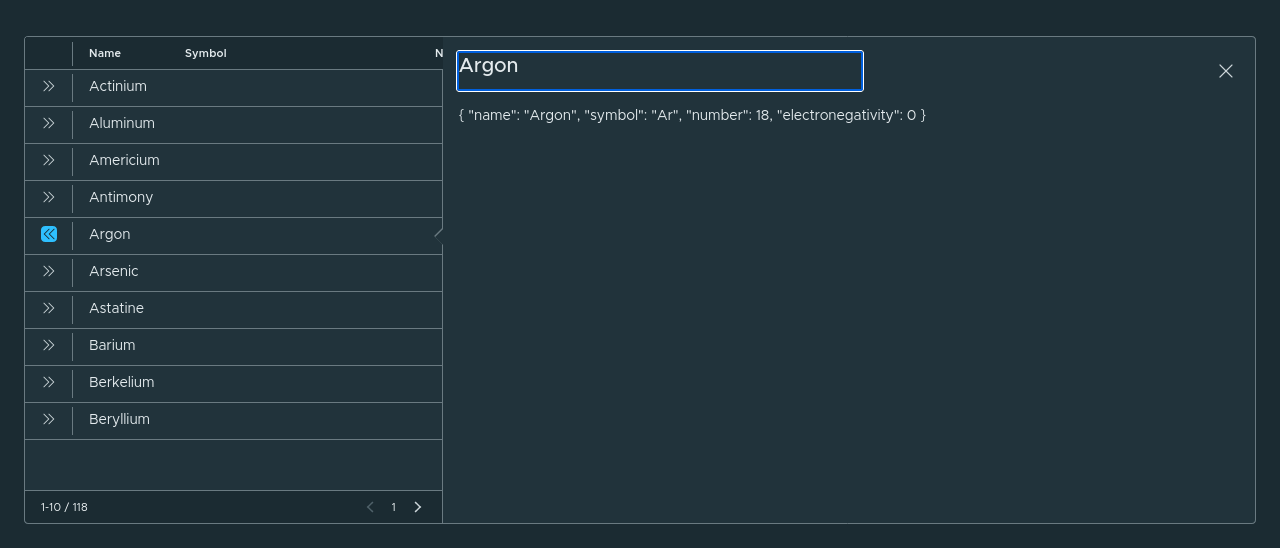 Name Symbol N
Actinium
Aluminum
Americium
Antimony
Argon
Arsenic
Astatine
Barium
Berkelium
Beryllium
1-10 / 118 1
Argon
{ "name": "Argon", "symbol": "Ar", "number": 18, "electronegativity": 0 }